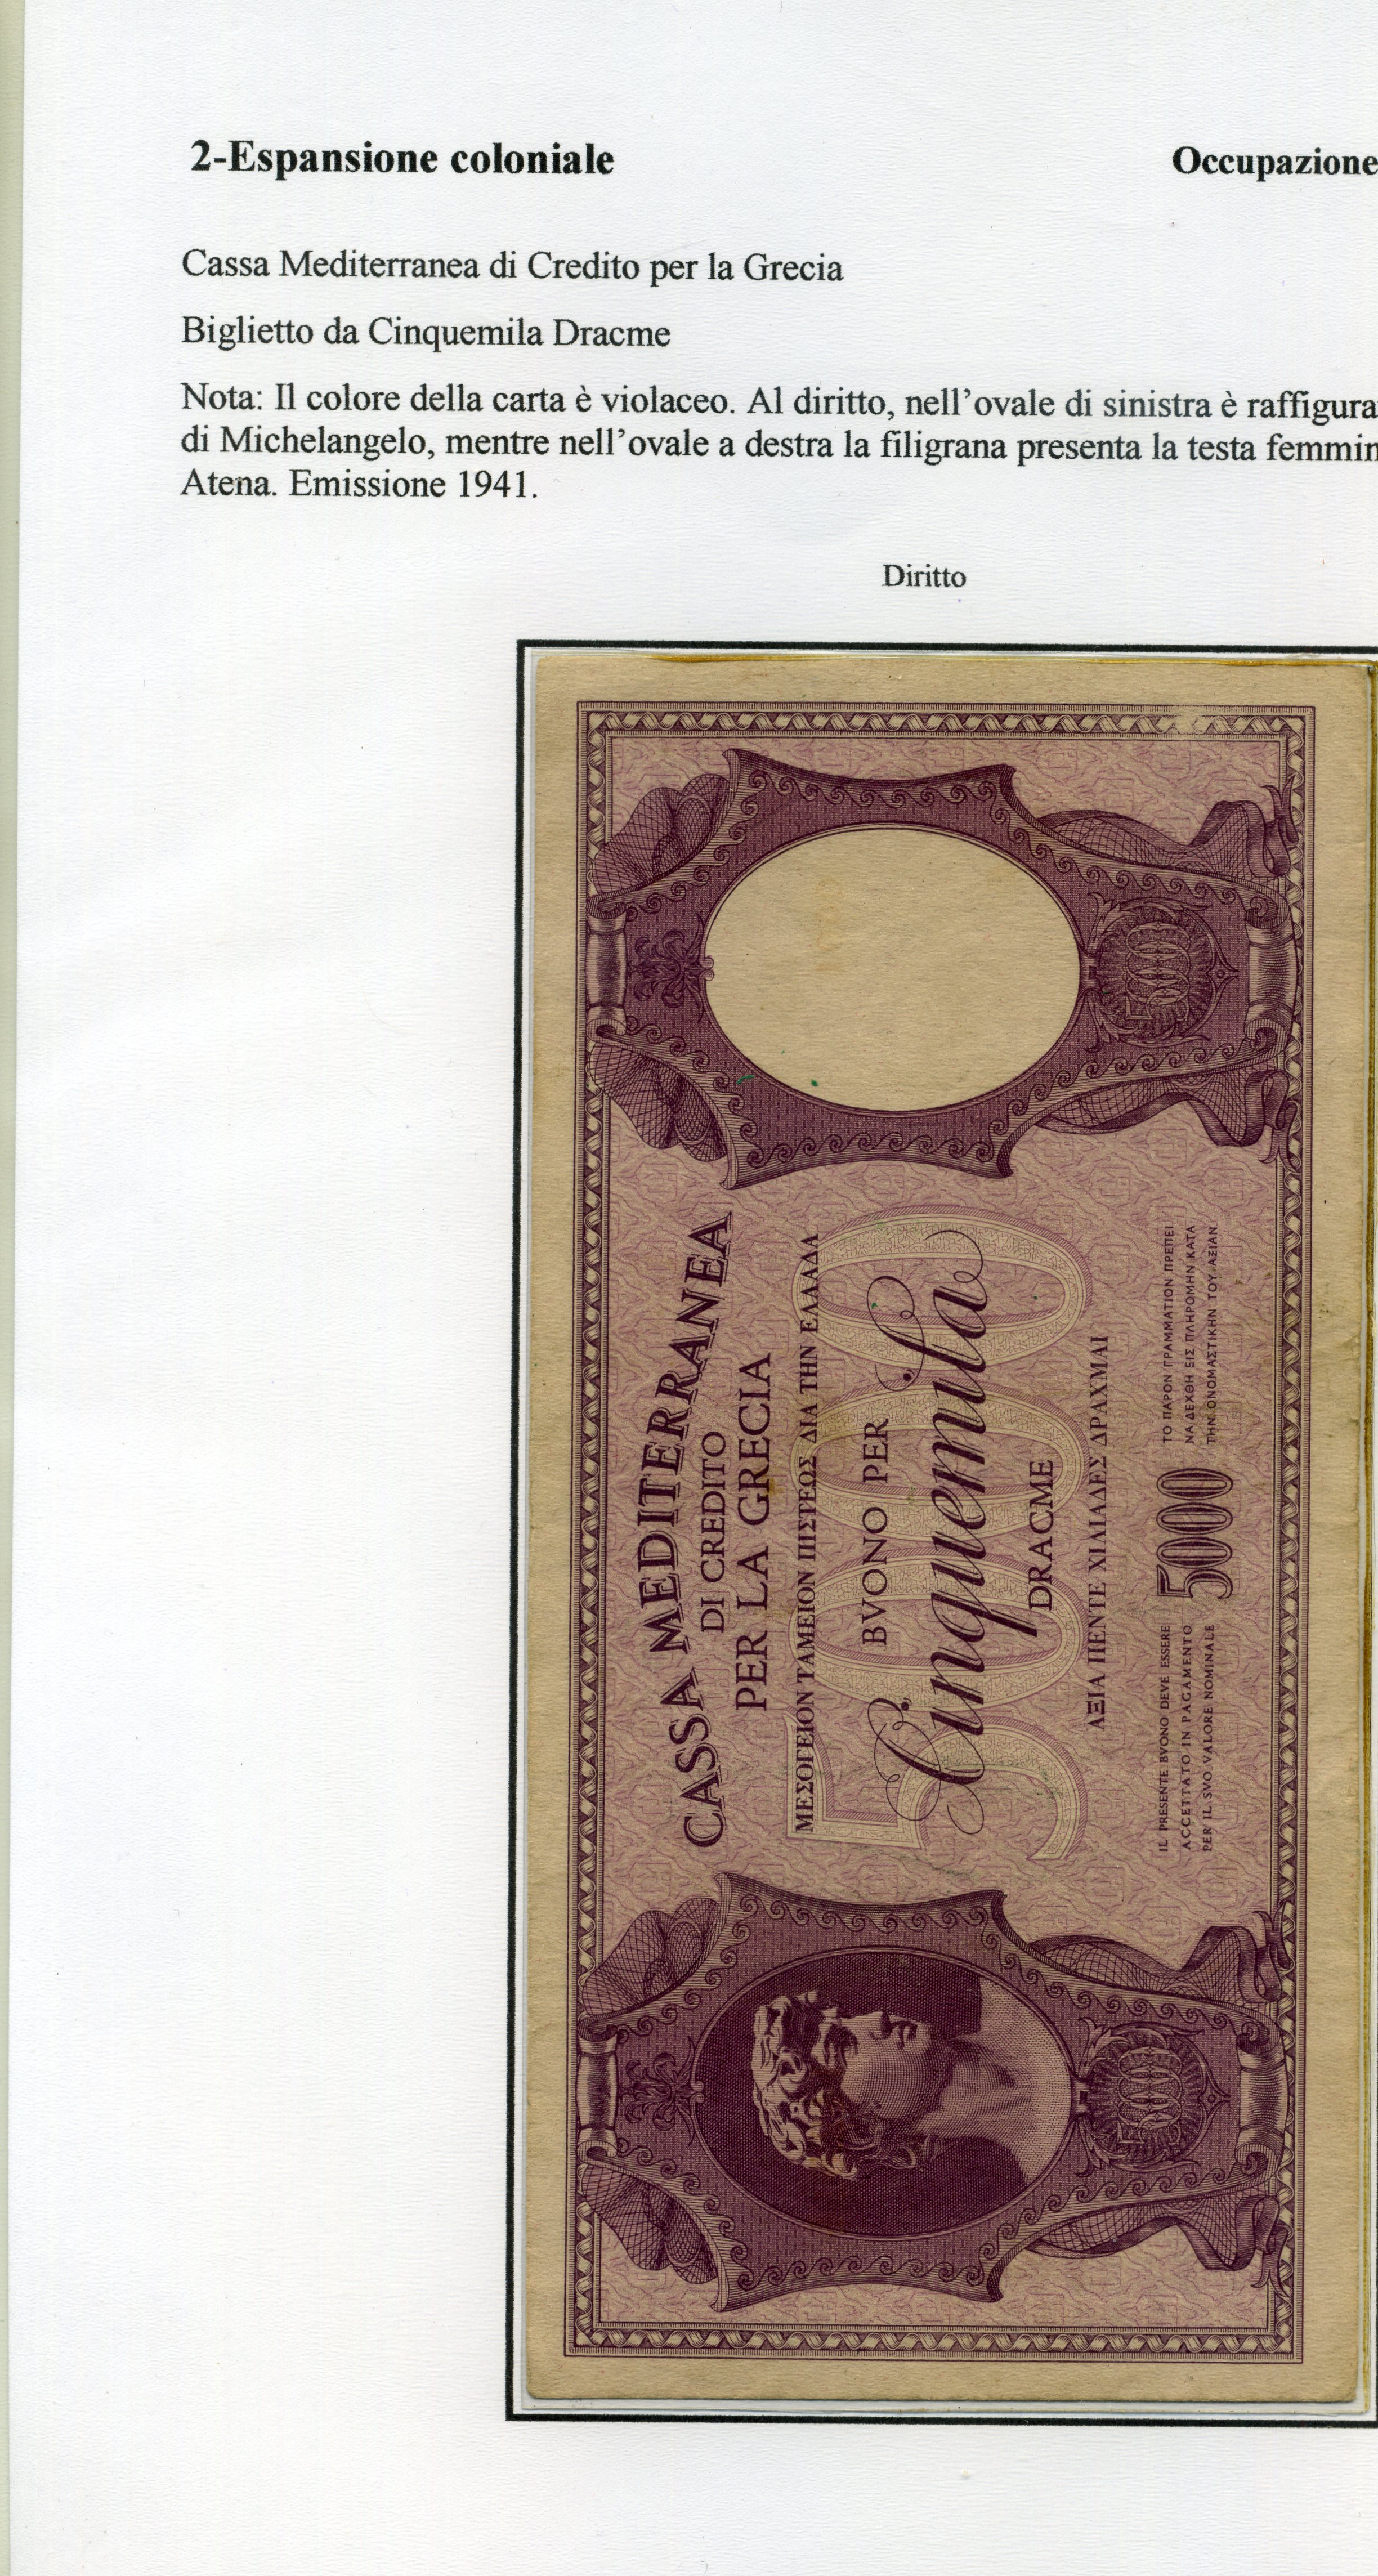 2-Espansione coloniale
Occupazione
Cassa Mediterranea di Credito per la Grecia
Biglietto da Cinquemila Dracme
Nota: Il colore della carta è violaceo. Al diritto, nell'ovale di sinistra è raffigura
di Michelangelo, mentre nell'ovale a destra la filigrana presenta la testa femmin
Atena. Emissione 1941.
Diritto
CASSA MEDITERRANEA
DI CREDITO
PER LA GRECIA
ΜΕΣΟΓΕΙΟΝ ΤΑΜΕΙΟΝ ΠΙΣΤΕΩΣ ΔΙΑ ΤΗΝ ΕΛΛΑΔΑ
5000
BVONO PER
Cinquemila
DRACME
ΑΞΙΑ ΠΕΝΤΕ ΧΙΛΙΑΔΕΣ ΔΡΑΧΜΑΙ
IL PRESENTE BVONO DEVE ESSERE
ACCETTATO IN PAGAMENTO
PER IL SVO VALORE NOMINALE
5000
ΤΟ ΠΑΡΟΝ ΓΡΑΜΜΑΤΙΟΝ ΠΡΕΠΕΙ
ΝΑ ΔΕΧΘΗ ΕΙΣ ΠΛΗΡΟΜΗΝ ΚΑΤΑ
ΤΗΝ ΟΝΟΜΑΣΤΙΚΗΝ ΤΟΥ ΑΞΙΑΝ
5000
5000